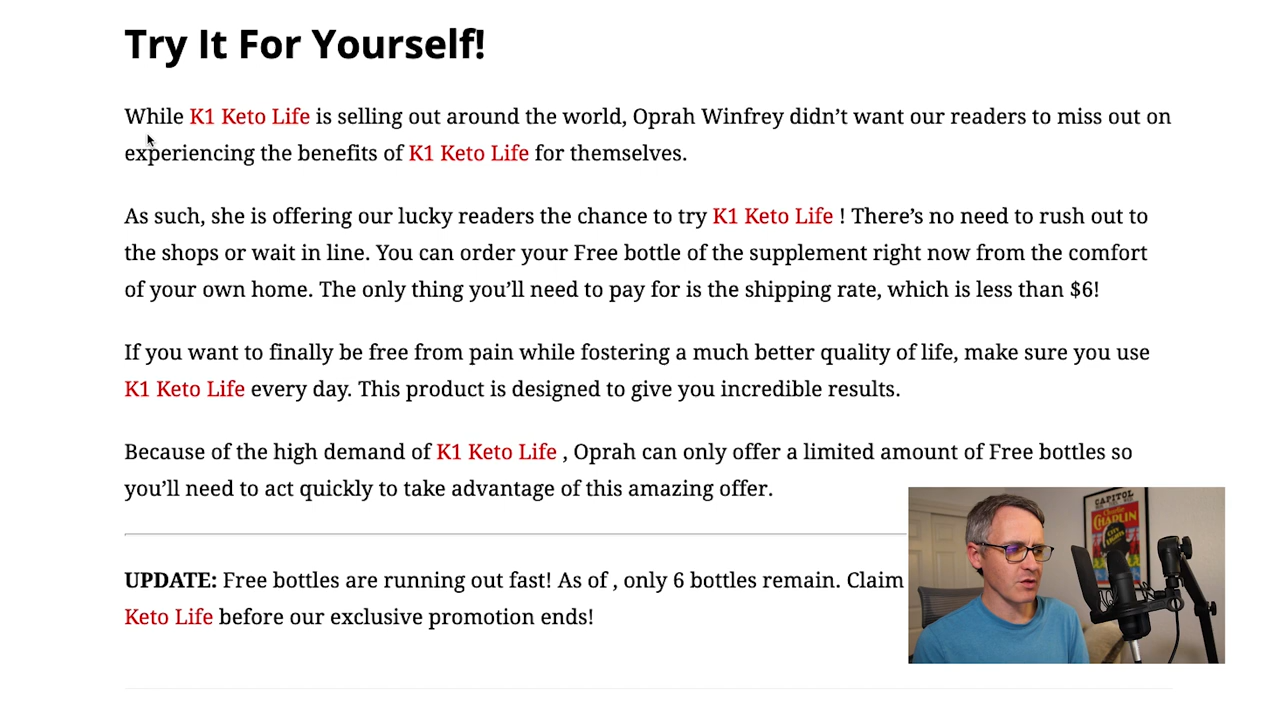 Try It For Yourself!
While K1 Keto Life is selling out around the world, Oprah Winfrey didn’t want our readers to miss out on
experiencing the benefits of K1 Keto Life for themselves.
As such, she is offering our lucky readers the chance to try K1 Keto Life ! There’s no need to rush out to
the shops or wait in line. You can order your Free bottle of the supplement right now from the comfort
of your own home. The only thing you’ll need to pay for is the shipping rate, which is less than $6!
If you want to finally be free from pain while fostering a much better quality of life, make sure you use
K1 Keto Life every day. This product is designed to give you incredible results.
Because of the high demand of K1 Keto Life , Oprah can only offer a limited amount of Free bottles so
you’ll need to act quickly to take advantage of this amazing offer.
UPDATE: Free bottles are running out fast! As of , only 6 bottles remain. Claim
Keto Life before our exclusive promotion ends!
CAPITOL
CHARLIE
CHAPLIN
CITY
LIGHTS